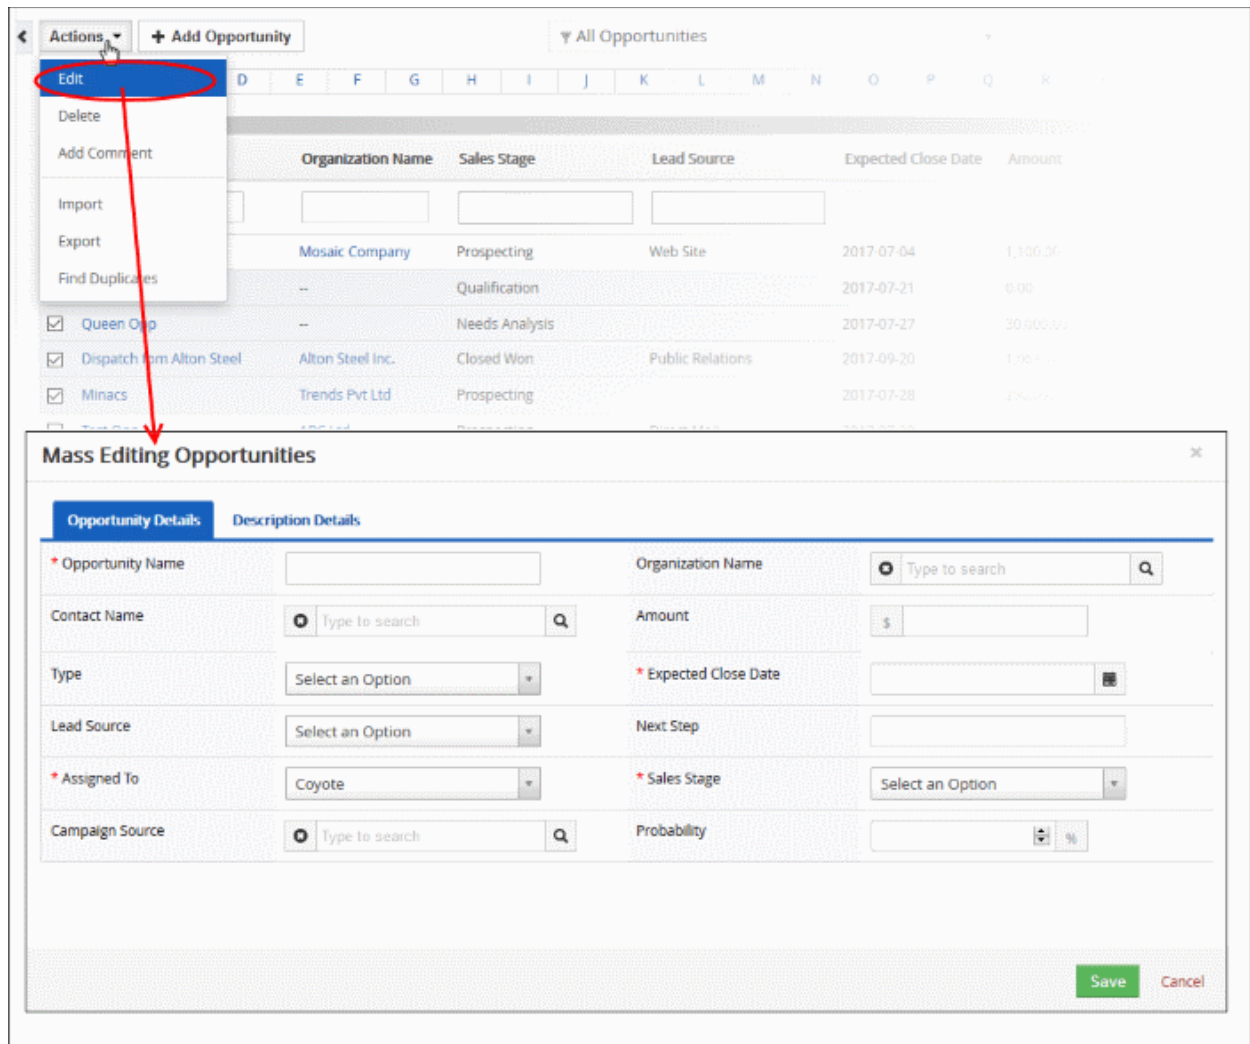 Actions + Add Opportunity All Opportunities
Edit D E F G H I J K L M N O P Q R
Delete
Add Comment Organization Name Sales Stage Lead Source Expected Close Date Amount
Import
Export Mosaic Company Prospecting Web Site 2017-07-04
Find Duplicates -- Qualification 2017-07-21 0.00
Queen Opp -- Needs Analysis 2017-07-27
Dispatch fom Alton Steel Alton Steel Inc. Closed Won Public Relations 2017-09-20
Minacs Trends Pvt Ltd Prospecting 2017-07-28
Mass Editing Opportunities
Opportunity Details Description Details
* Opportunity Name Organization Name Type to search
Contact Name Type to search Amount $
Type Select an Option * Expected Close Date
Lead Source Select an Option Next Step
* Assigned To Coyote * Sales Stage Select an Option
Campaign Source Type to search Probability %
Save Cancel